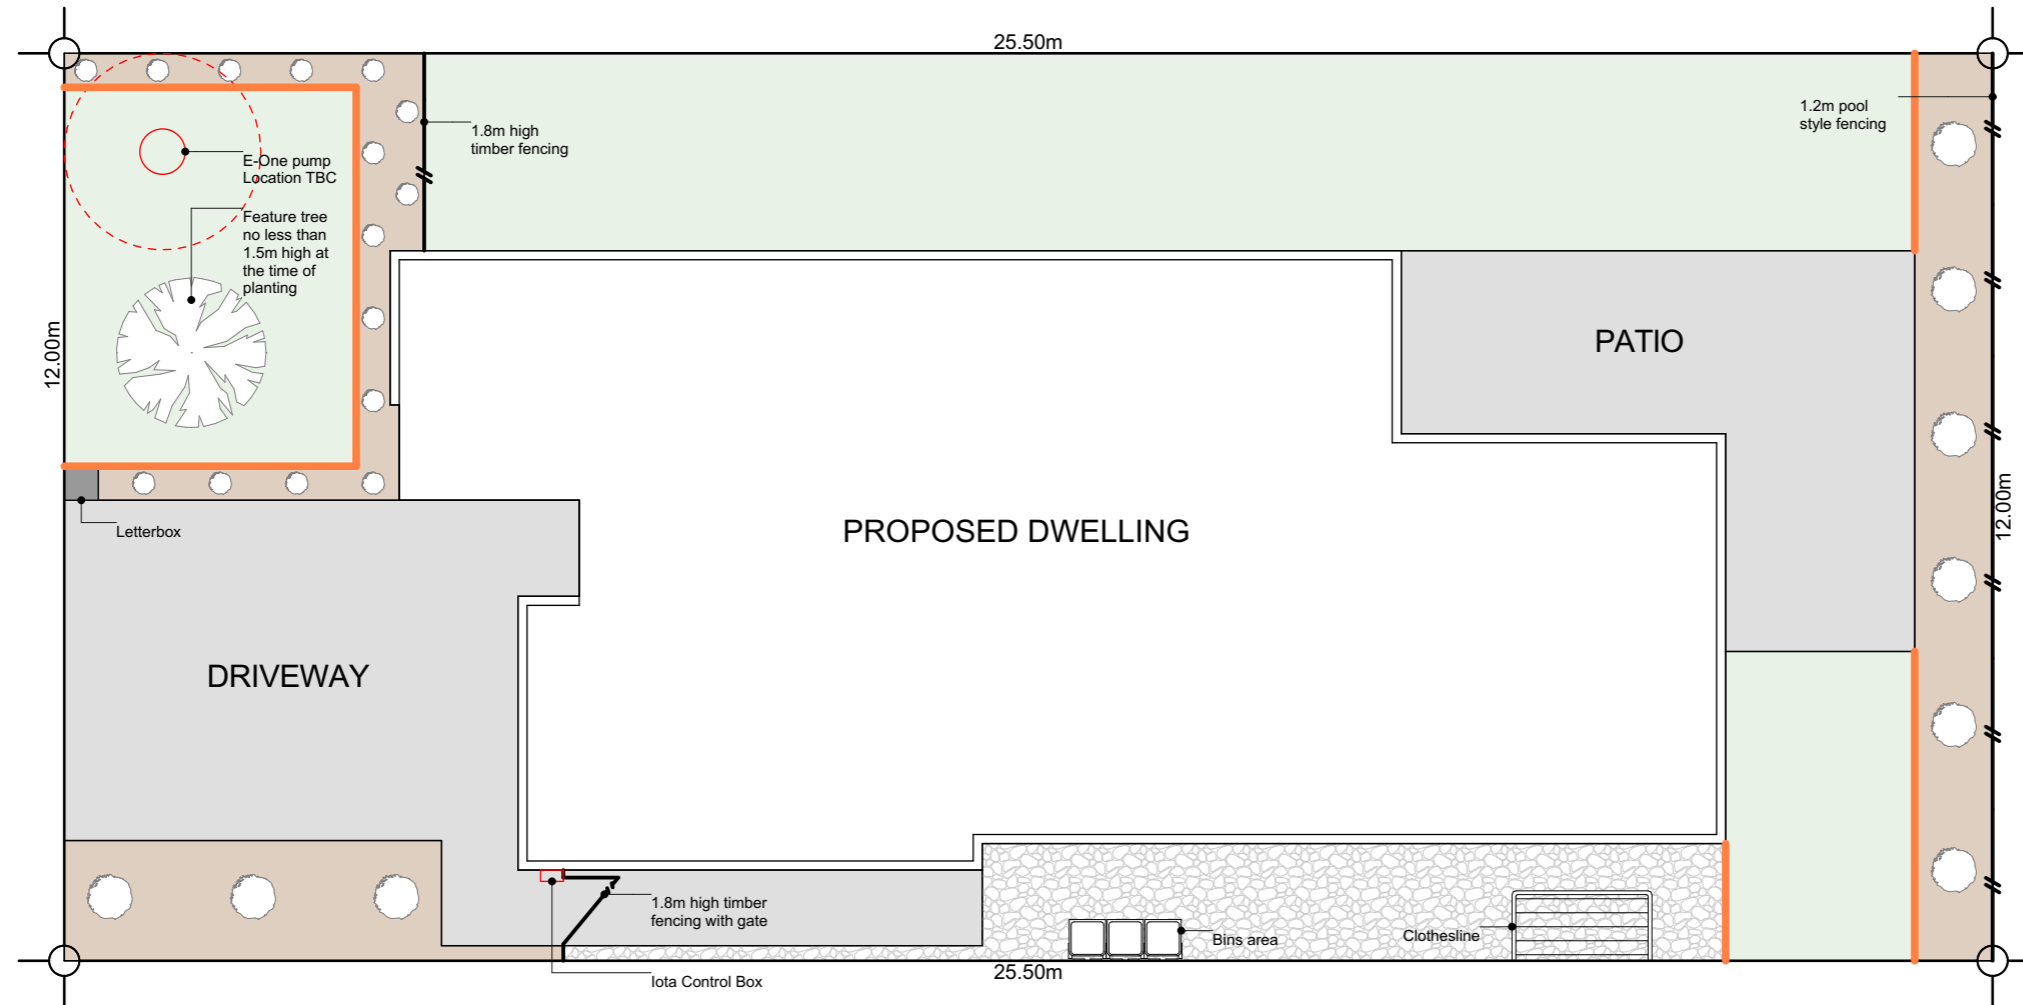 25.50m
1.2m pool
style fencing
1.8m high
timber fencing
E-One pump
Location TBC
Feature tree
no less than
1.5m high at
the time of
planting
12.00m
PATIO
Letterbox
PROPOSED DWELLING
12.00m
DRIVEWAY
1.8m high timber
fencing with gate
Bins area
Clothesline
Iota Control Box
25.50m